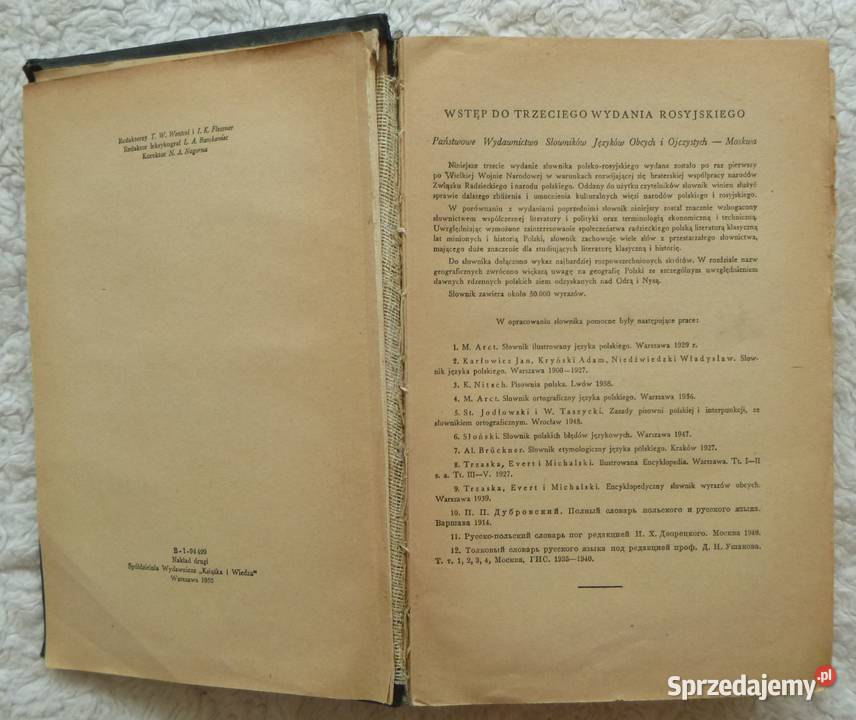 Redaktorzy T. W. Wentcel i I. K. Flessner
Redaktor leksykograf L. A.
Korektor N. A. Nagorna
B-1-94499
Nakład drugi
Spółdzielnia Wydawnicza „Książka i Wiedza"
Warszawa 1955
WSTĘP DO TRZECIEGO WYDANIA ROSYJSKIEGO
Państwowe Wydawnictwo Słowników Języków Obcych i Ojczystych — Moskwa
Niniejsze trzecie wydanie słownika polsko-rosyjskiego wydane zostało po raz pierwszy
po Wielkiej Wojnie Narodowej w warunkach rozwijającej się braterskiej współpracy narodów
Związku Radzieckiego i narodu polskiego. Oddany do użytku czytelników słownik winien służyć
sprawie dalszego zbliżenia i umocnienia kulturalnych więzi narodów polskiego i rosyjskiego.
W porównaniu z wydaniami poprzednimi słownik niniejszy został znacznie wzbogacony
słownictwem współczesnej literatury i polityki oraz terminologią ekonomiczną i techniczną.
Uwzględniając wzmożone zainteresowanie społeczeństwa radzieckiego polską literaturą klasyczną
lat minionych i historią Polski, słownik zachowuje wiele słów z przestarzałego słownictwa,
mającego duże znaczenie dla studiujących literaturę klasyczną i historię.
Do słownika dołączono wykaz najbardziej rozpowszechnionych skrótów. W rozdziale nazw
geograficznych zwrócono większą uwagę na geografię Polski ze szczególnym uwzględnieniem
dawnych rdzennych polskich ziem odzyskanych nad Odrą i Nysą.
Słownik zawiera około 50.000 wyrazów.
W opracowaniu słownika pomocne były następujące prace:
1. M. Arct. Słownik ilustrowany języka polskiego. Warszawa 1929 r.
2. Karłowicz Jan, Kryński Adam, Niedźwiedzki Władysław. Słow-
nik języka polskiego. Warszawa 1900—1927.
3. K. Nitsch. Pisownia polska. Lwów 1938.
4. M. Arct. Słownik ortograficzny języka polskiego. Warszawa 1936.
5. St. Jodłowski i W. Taszycki. Zasady pisowni polskiej i interpunkcji, ze
słownikiem ortograficznym. Wrocław 1948.
6. Słoński. Słownik polskich błędów językowych. Warszawa 1947.
7. Al. Brückner. Słownik etymologiczny języka polskiego. Kraków 1927.
8. Trzaska, Evert i Michalski. Ilustrowana Encyklopedia. Warszawa. Tt. I—II
s. a. Tt. III—V. 1927.
9. Trzaska, Evert i Michalski. Encyklopedyczny słownik wyrazów obcych.
Warszawa 1939.
10. П. П. Дубровский. Полный словарь польского и русского языка.
Варшава 1914.
11. Русско-польский словарь пог редакцией И. Х. Дворецкого. Москва 1949.
12. Толковый словарь русского языка под редакцией проф. Д. Н. Ушакова.
Т. т. 1, 2, 3, 4, Москва, ГИС. 1935—1940.
Sprzedajemy.pl